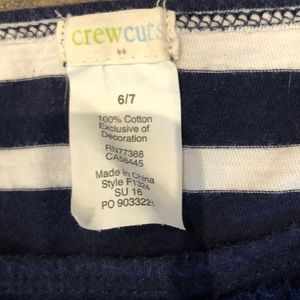 crewcuts
6/7
100% Cotton
Exclusive of
Decoration
RN77388
CA56445
Made in China
Style F1324
SU 16
PO 9033221